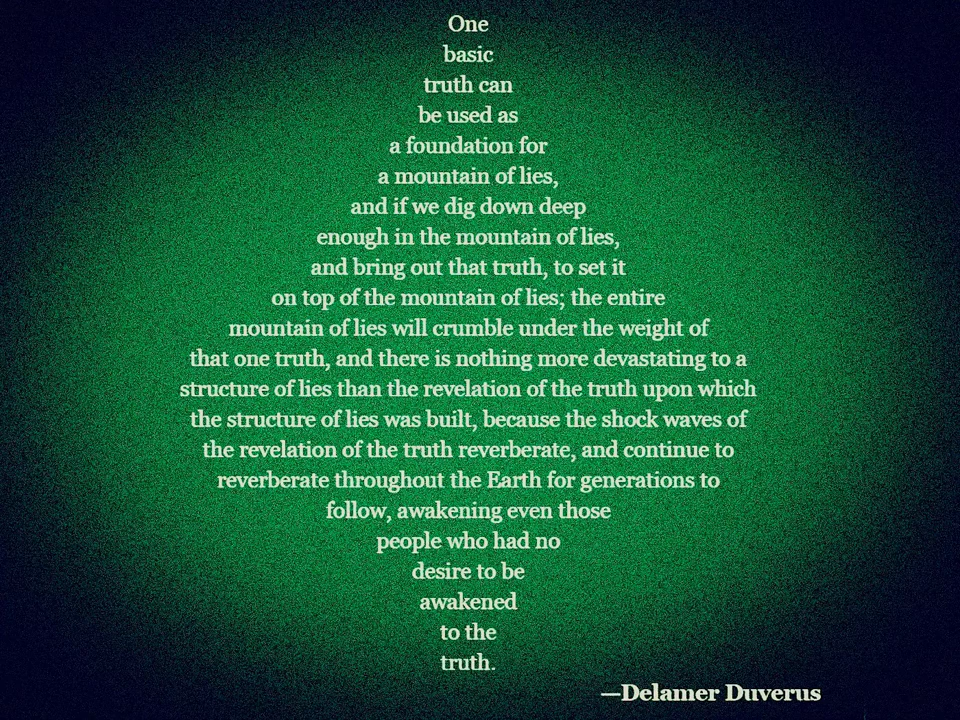 One
basic
truth can
be used as
a foundation for
a mountain of lies,
and if we dig down deep
enough in the mountain of lies,
and bring out that truth, to set it
on top of the mountain of lies; the entire
mountain of lies will crumble under the weight of
that one truth, and there is nothing more devastating to a
structure of lies than the revelation of the truth upon which
the structure of lies was built, because the shock waves of
the revelation of the truth reverberate, and continue to
reverberate throughout the Earth for generations to
follow, awakening even those
people who had no
desire to be
awakened
to the
truth.
—Delamer Duverus